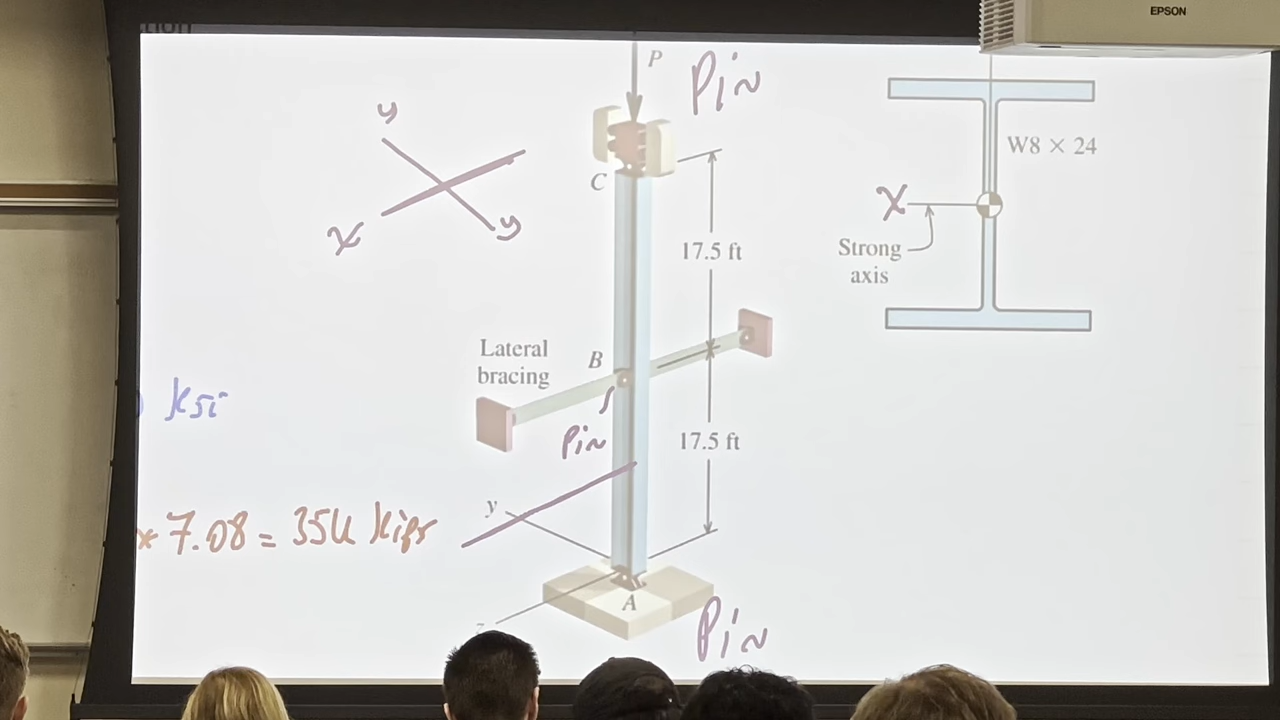 EPSON
P
Pin
y
W8 × 24
C
X
y
x
17.5 ft
Strong
axis
Lateral
bracing
B
ksi
Pin
17.5 ft
y
* 7.08 = 354 kips
A
Pin
z